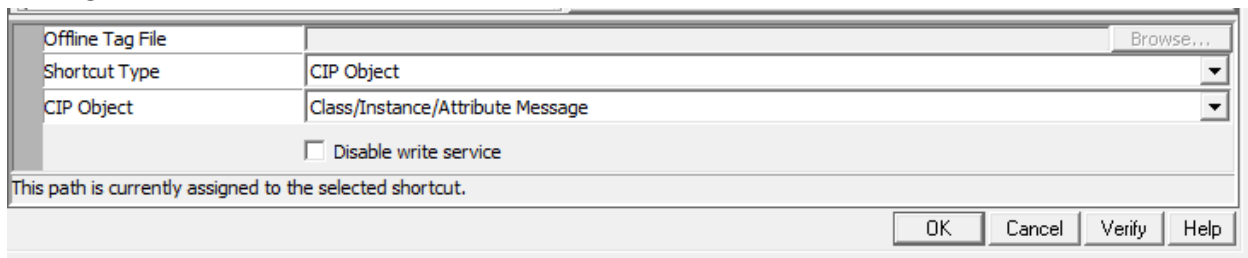 Offline Tag File
Browse...
Shortcut Type
CIP Object
CIP Object
Class/Instance/Attribute Message
Disable write service
This path is currently assigned to the selected shortcut.
OK Cancel Verify Help